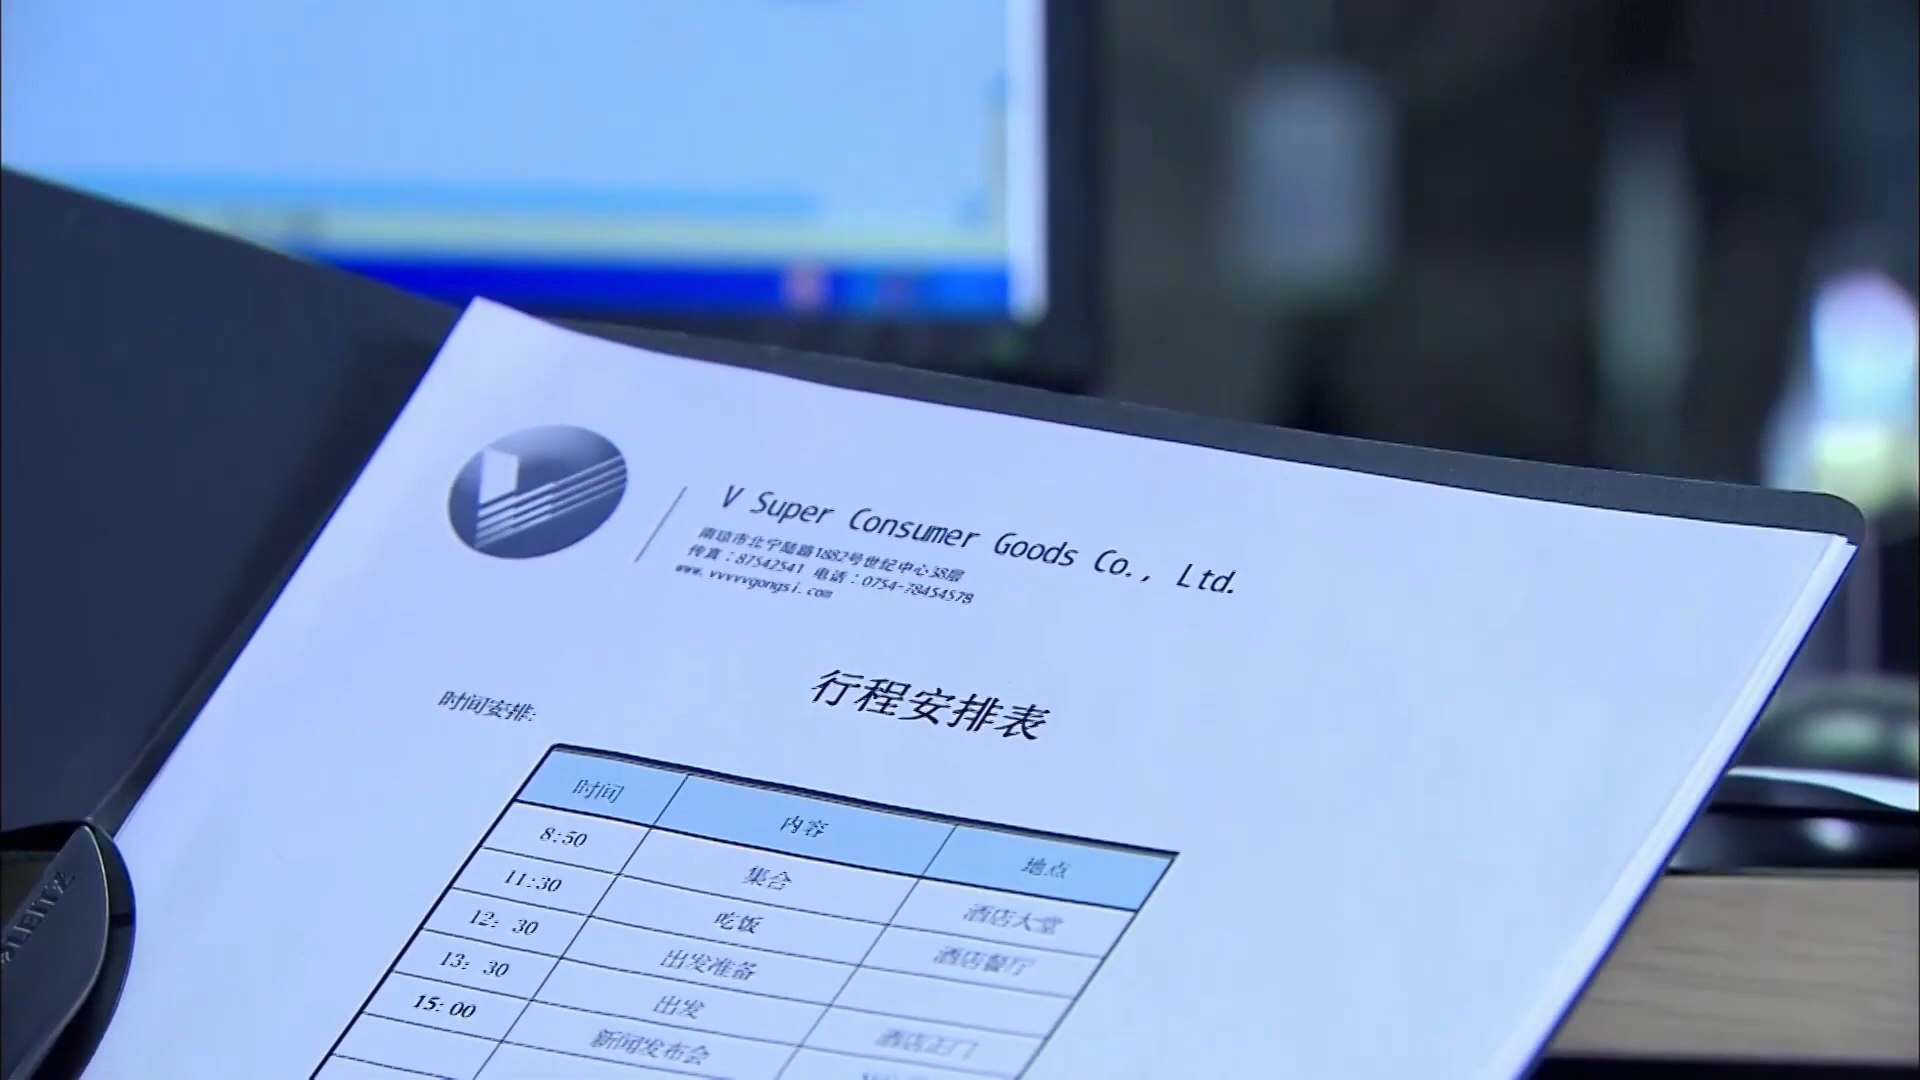 V Super Consumer Goods Co., Ltd.
南琼市北宁陆路1882号世纪中心38层
传真：87542541 电话：0754-78454578
www.vvvvvgongsi.com
行程安排表
时间安排:
时间 内容 地点
8:50 集合 酒店大堂
11:30 吃饭 酒店餐厅
12: 30 出发准备
13: 30 出发 酒店正门
15: 00 新闻发布会